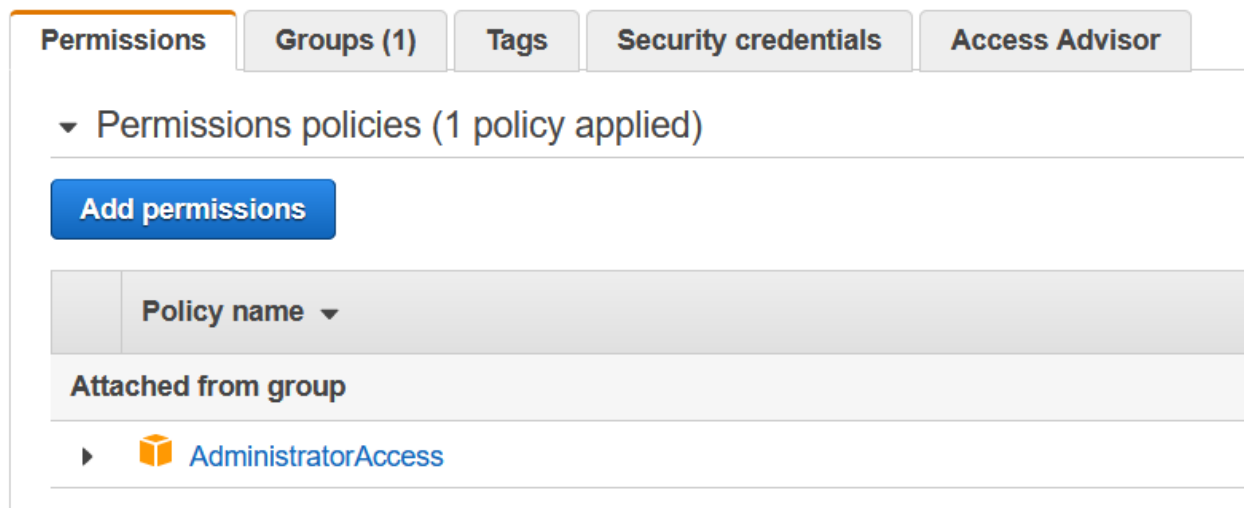 Permissions Groups (1) Tags Security credentials Access Advisor
Permissions policies (1 policy applied)
Add permissions
Policy name
Attached from group
AdministratorAccess